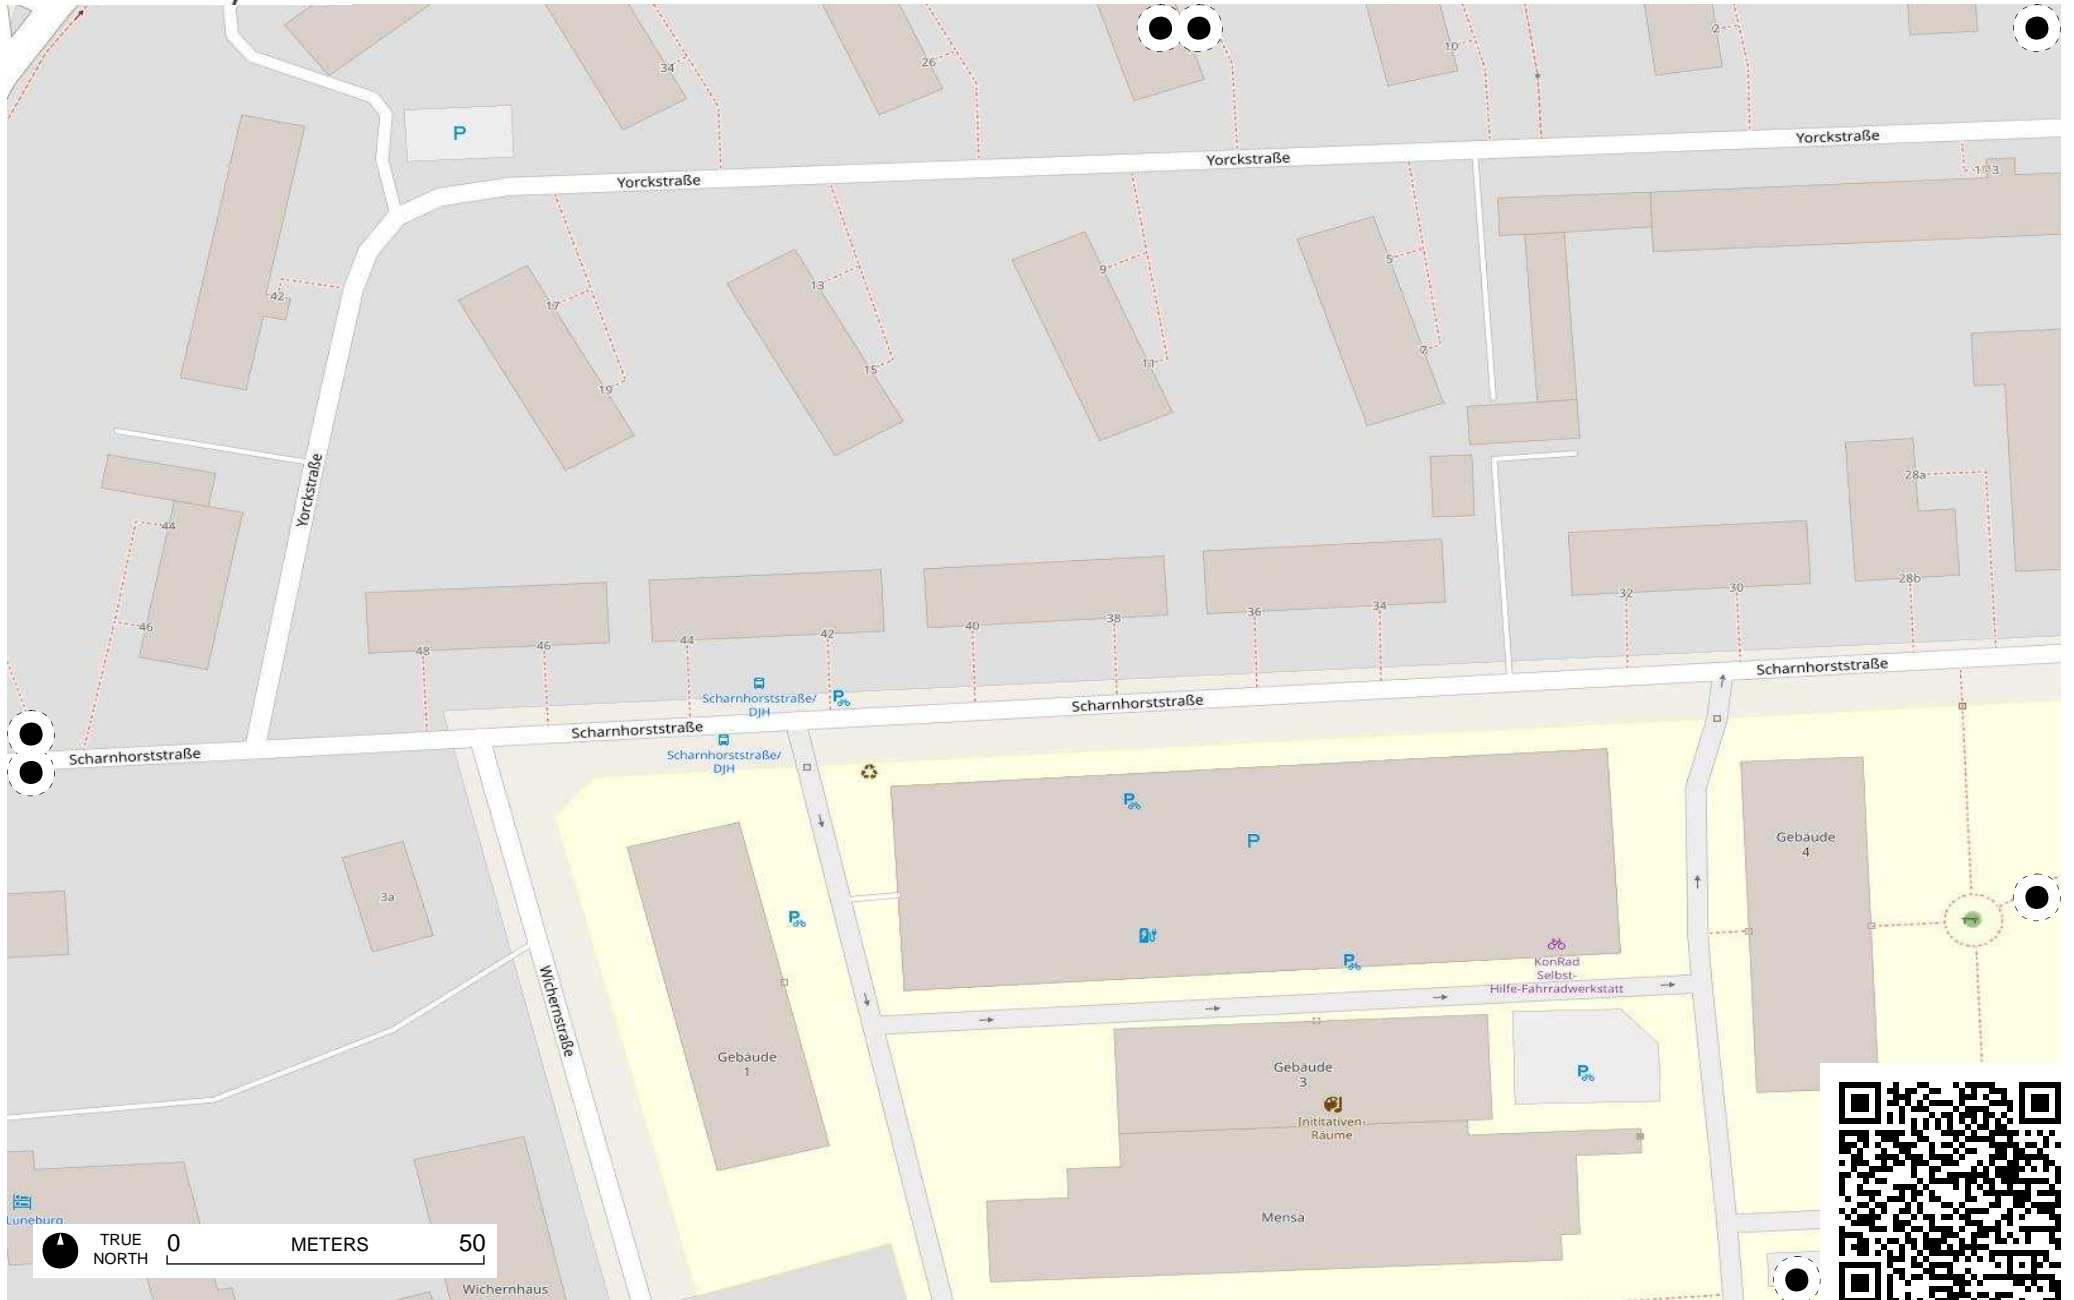 34
26
10
2
P
Yorckstraße
Yorckstraße
Yorckstraße
1-3
42
17
19
13
15
9
11
5
7
Yorckstraße
44
46
28a
28b
48
46
44
42
40
38
36
34
32
30
Scharnhorststraße/
DJH
P
Scharnhorststraße
Scharnhorststraße
Scharnhorststraße
Scharnhorststraße
Scharnhorststraße/
DJH
P
P
Gebäude
4
3a
P
P
KonRad
Selbst-
Hilfe-Fahrradwerkstatt
Wichernstraße
Gebäude
1
Gebäude
3
P
Inititativen-
Räume
Mensa
Lüneburg
TRUE
NORTH
0 METERS 50
Wichernhaus